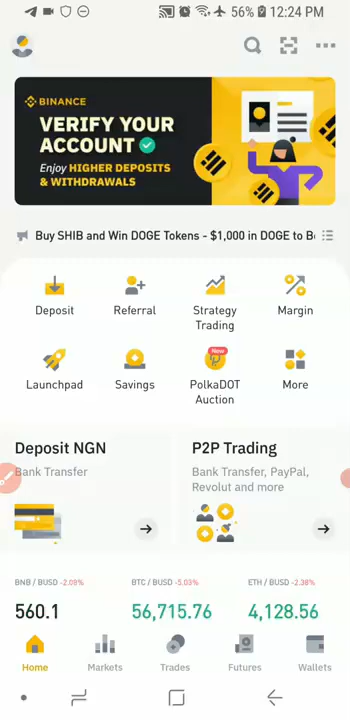 56% 12:24 PM
BINANCE
VERIFY YOUR
ACCOUNT
Enjoy HIGHER DEPOSITS
& WITHDRAWALS
Buy SHIB and Win DOGE Tokens - $1,000 in DOGE to B
Deposit
Referral
Strategy
Trading
Margin
Launchpad
Savings
New
PolkaDOT
Auction
More
Deposit NGN
Bank Transfer
P2P Trading
Bank Transfer, PayPal,
Revolut and more
BNB / BUSD -2.09%
BTC / BUSD -5.03%
ETH / BUSD -2.38%
560.1
56,715.76
4,128.56
Home
Markets
Trades
Futures
Wallets